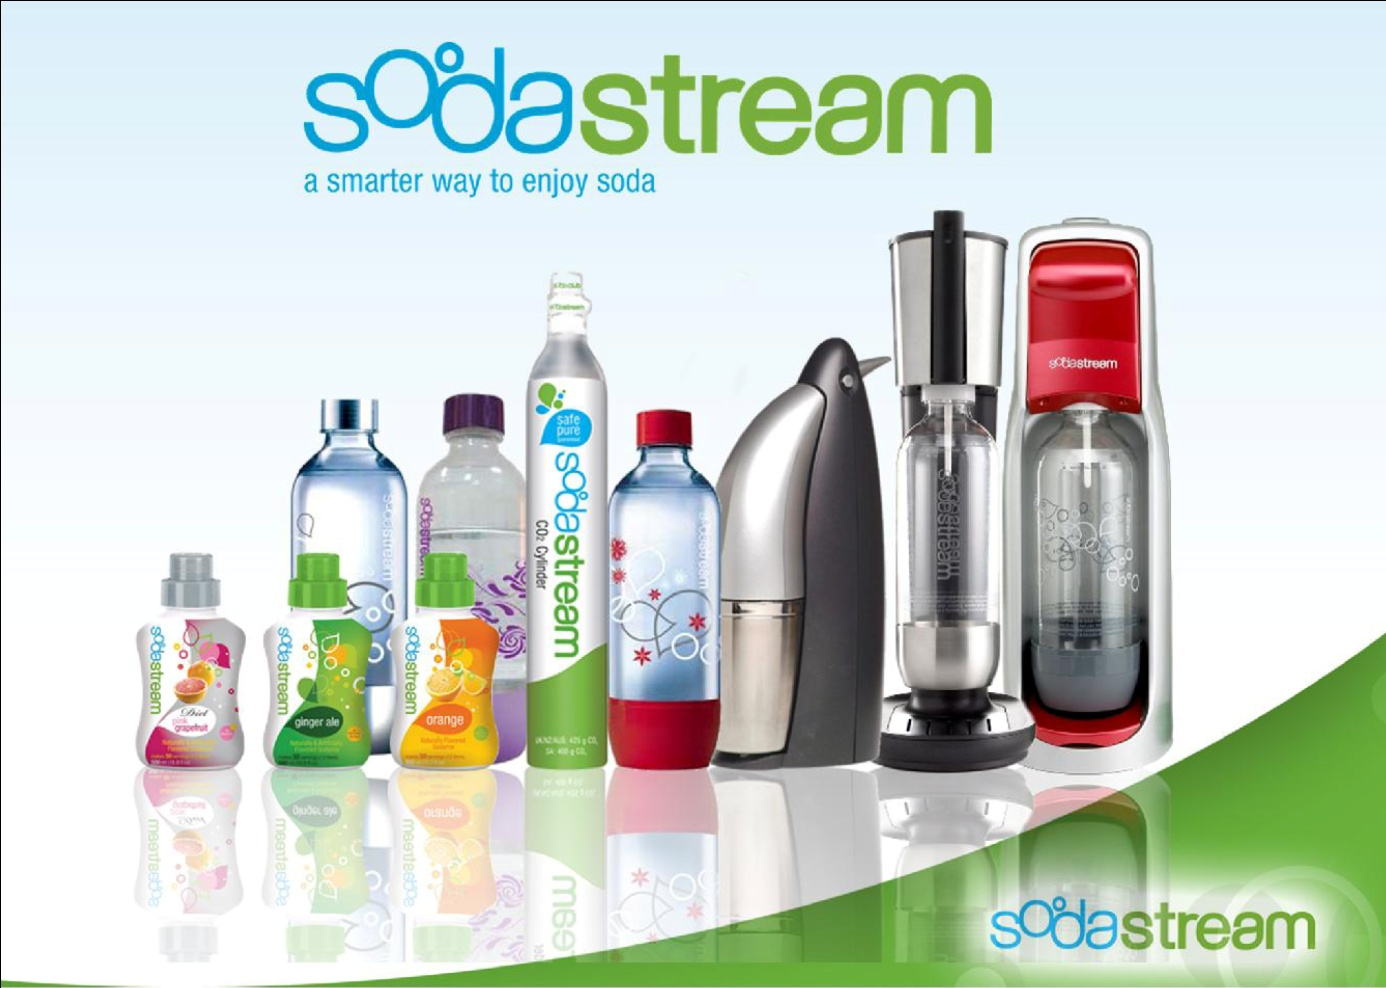 sodastream
a smarter way to enjoy soda
sodastream
safe
pure
sodastream
CO₂ Cylinder
sodastream
sodastream
sodastream
sodastream
sodastream
Diet
pink
grapefruit
sodastream
ginger ale
sodastream
orange
sodastream